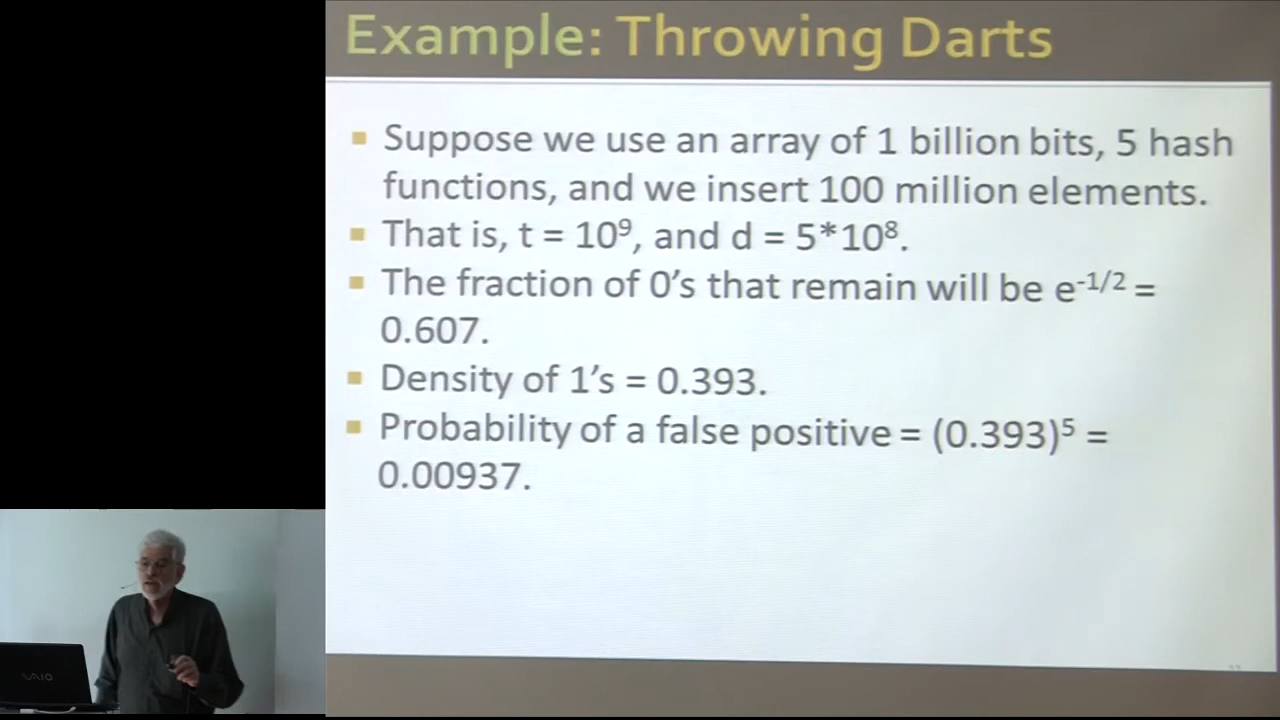 Example: Throwing Darts
Suppose we use an array of 1 billion bits, 5 hash
functions, and we insert 100 million elements.
That is, t = 10⁹, and d = 5*10⁸.
The fraction of 0's that remain will be e⁻¹/² =
0.607.
Density of 1's = 0.393.
Probability of a false positive = (0.393)⁵ =
0.00937.
VAIO